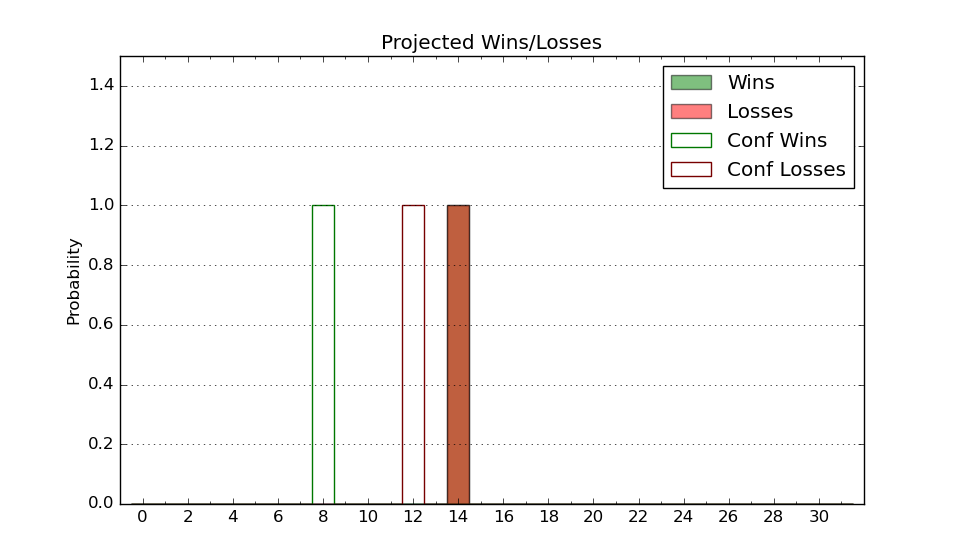 Projected Wins/Losses
Wins
Losses
Conf Wins
Conf Losses
Probability
1.4
1.2
1.0
0.8
0.6
0.4
0.2
0.0
0 2 4 6 8 10 12 14 16 18 20 22 24 26 28 30